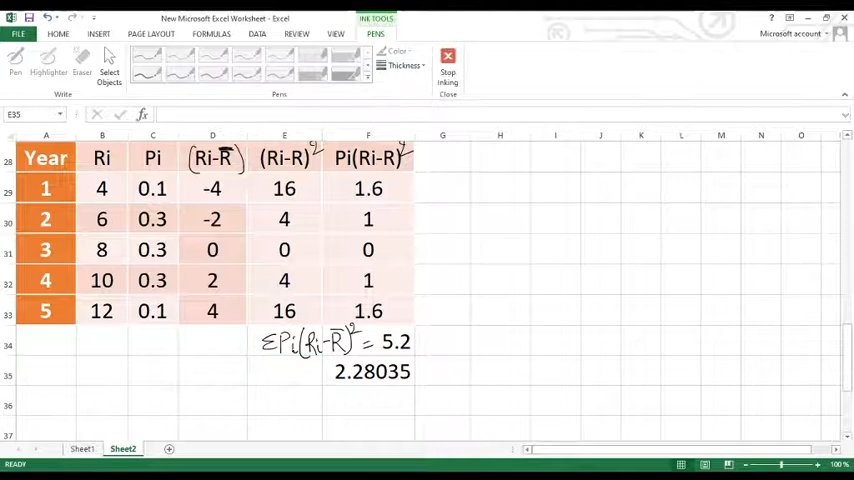 New Microsoft Excel Worksheet - Excel
INK TOOLS
FILE HOME INSERT PAGE LAYOUT FORMULAS DATA REVIEW VIEW PENS Microsoft account
Pen Highlighter Eraser Select Objects
Color
Thickness
Stop Inking
Write Pens Close
E35 fx
A B C D E F G H I J K L M N O P
28 Year Ri Pi (Ri-R̅) (Ri-R)² Pi(Ri-R)²
29 1 4 0.1 -4 16 1.6
30 2 6 0.3 -2 4 1
31 3 8 0.3 0 0 0
32 4 10 0.3 2 4 1
33 5 12 0.1 4 16 1.6
34 ΣPi(Ri-R̅)² = 5.2
35 2.28035
36
37
Sheet1 Sheet2
READY 100 %